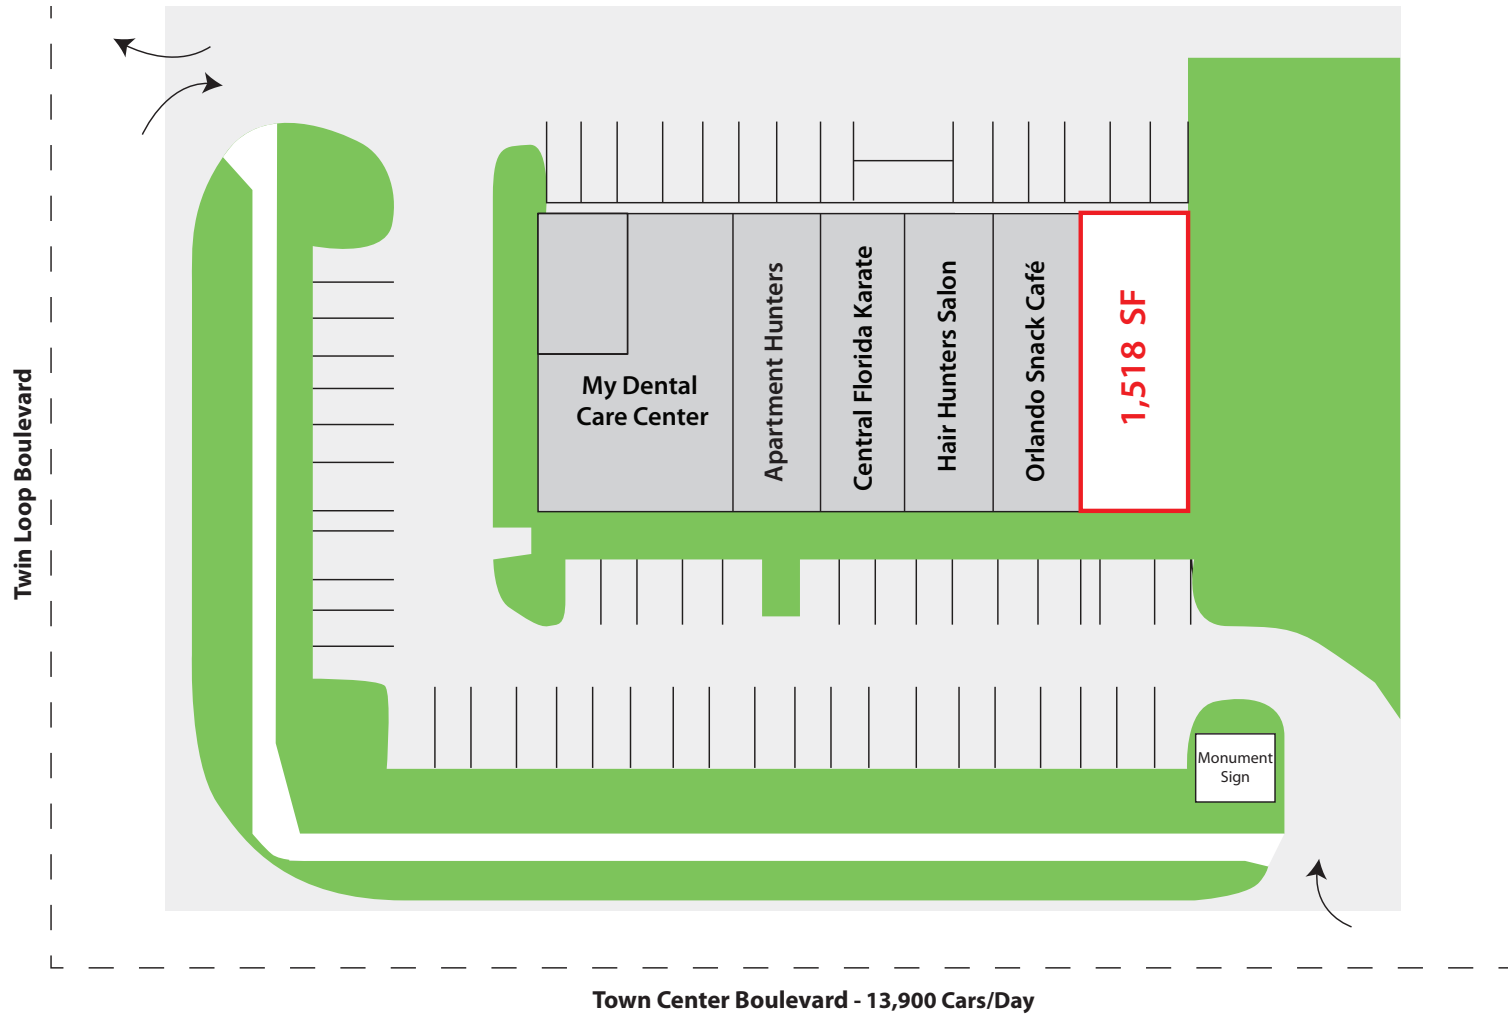 Twin Loop Boulevard
My Dental
Care Center
Apartment Hunters
Central Florida Karate
Hair Hunters Salon
Orlando Snack Café
1,518 SF
Monument
Sign
Town Center Boulevard - 13,900 Cars/Day